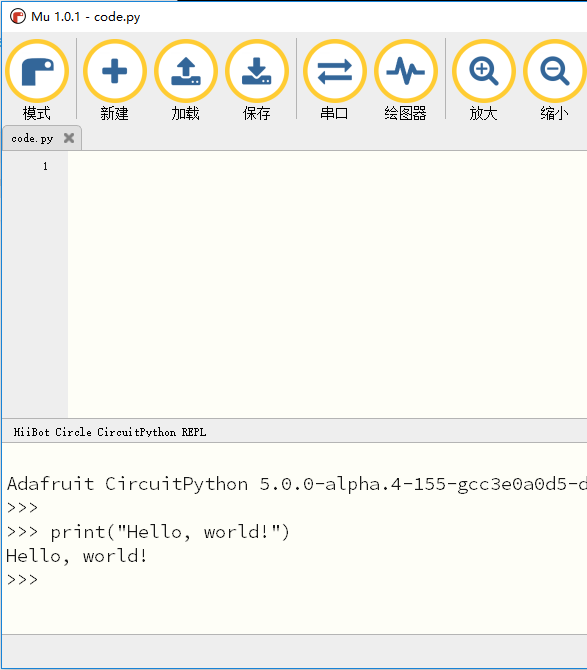 Mu 1.0.1 - code.py
模式 新建 加载 保存 串口 绘图器 放大 缩小
code.py
1
HiiBot Circle CircuitPython REPL
Adafruit CircuitPython 5.0.0-alpha.4-155-gcc3e0a0d5-d
>>>
>>> print("Hello, world!")
Hello, world!
>>>